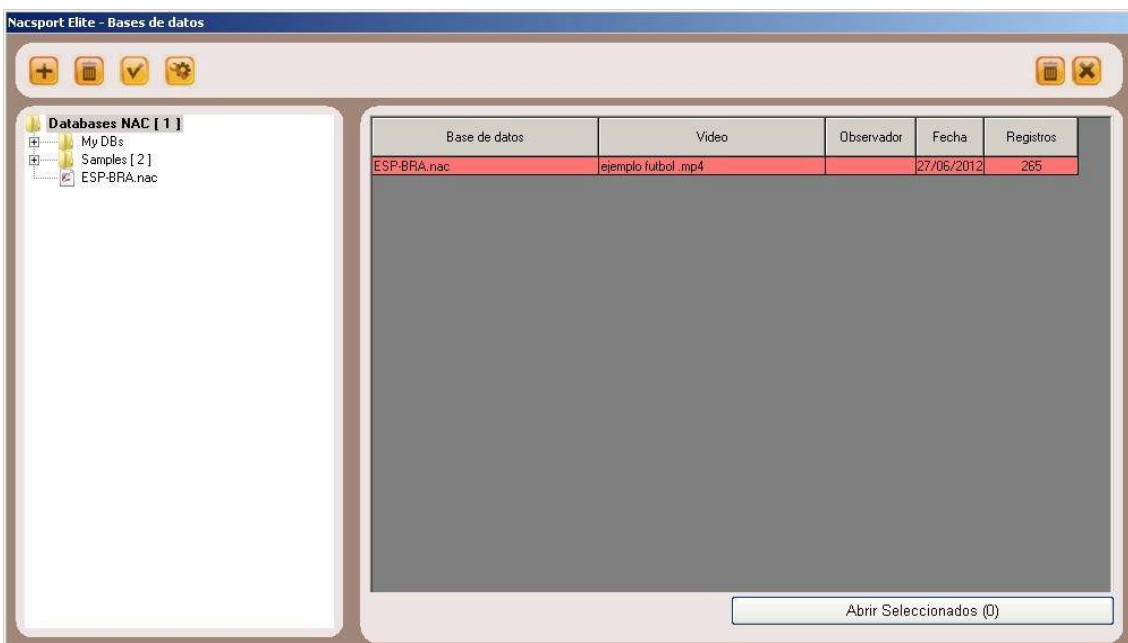 Nacsport Elite - Bases de datos
Databases NAC [ 1 ]
My DBs
Samples [ 2 ]
ESP-BRA.nac
Base de datos Video Observador Fecha Registros
ESP-BRA.nac ejemplo futbol .mp4 27/06/2012 265
Abrir Seleccionados (0)